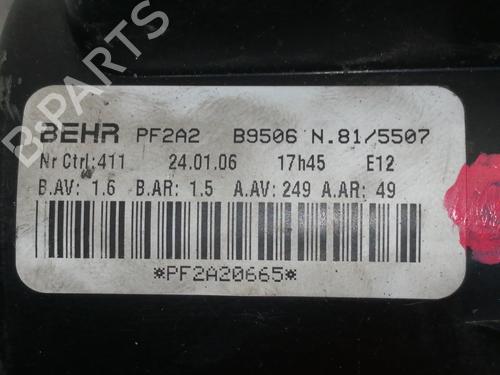 BEHR PF2A2 B9506 N.81/5507
Nr Ctrl:411 24.01.06 17h45 E12
B.AV: 1.6 B.AR: 1.5 A.AV: 249 A.AR: 49
*PF2A20665*
B-PARTS